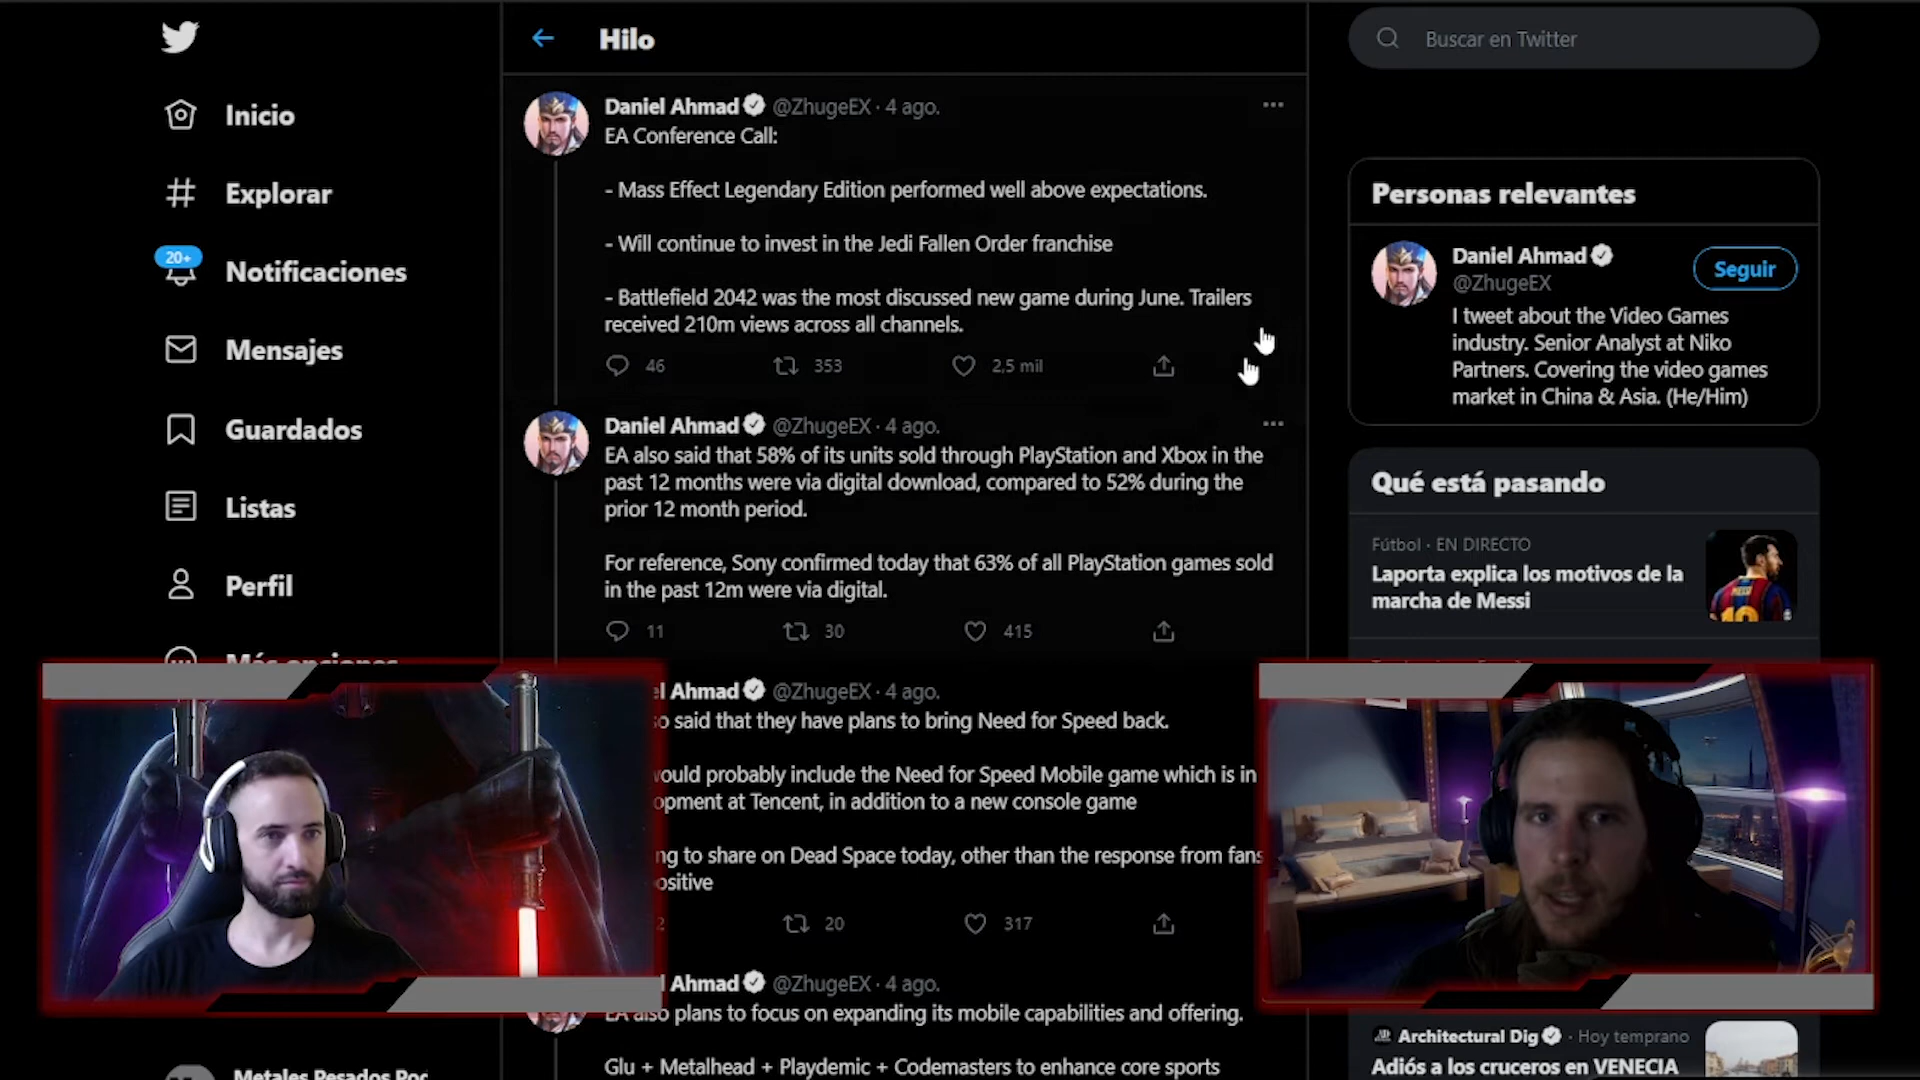 Inicio
Explorar
20+
Notificaciones
Mensajes
Guardados
Listas
Perfil
Más opciones
Hilo
Daniel Ahmad @ZhugeEX · 4 ago.
EA Conference Call:
- Mass Effect Legendary Edition performed well above expectations.
- Will continue to invest in the Jedi Fallen Order franchise
- Battlefield 2042 was the most discussed new game during June. Trailers
received 210m views across all channels.
46 353 2,5 mil
Daniel Ahmad @ZhugeEX · 4 ago.
EA also said that 58% of its units sold through PlayStation and Xbox in the
past 12 months were via digital download, compared to 52% during the
prior 12 month period.
For reference, Sony confirmed today that 63% of all PlayStation games sold
in the past 12m were via digital.
11 30 415
Ahmad @ZhugeEX · 4 ago.
said that they have plans to bring Need for Speed back.
would probably include the Need for Speed Mobile game which is in
at Tencent, in addition to a new console game
to share on Dead Space today, other than the response from fans
20 317
Ahmad @ZhugeEX · 4 ago.
EA also plans to focus on expanding its mobile capabilities and offering.
Glu + Metalhead + Playdemic + Codemasters to enhance core sports
Buscar en Twitter
Personas relevantes
Daniel Ahmad
@ZhugeEX
Seguir
I tweet about the Video Games
industry. Senior Analyst at Niko
Partners. Covering the video games
market in China & Asia. (He/Him)
Qué está pasando
Fútbol · EN DIRECTO
Laporta explica los motivos de la
marcha de Messi
MESSI
10
Architectural Dig · Hoy temprano
Adiós a los cruceros en VENECIA
Metales Pesados